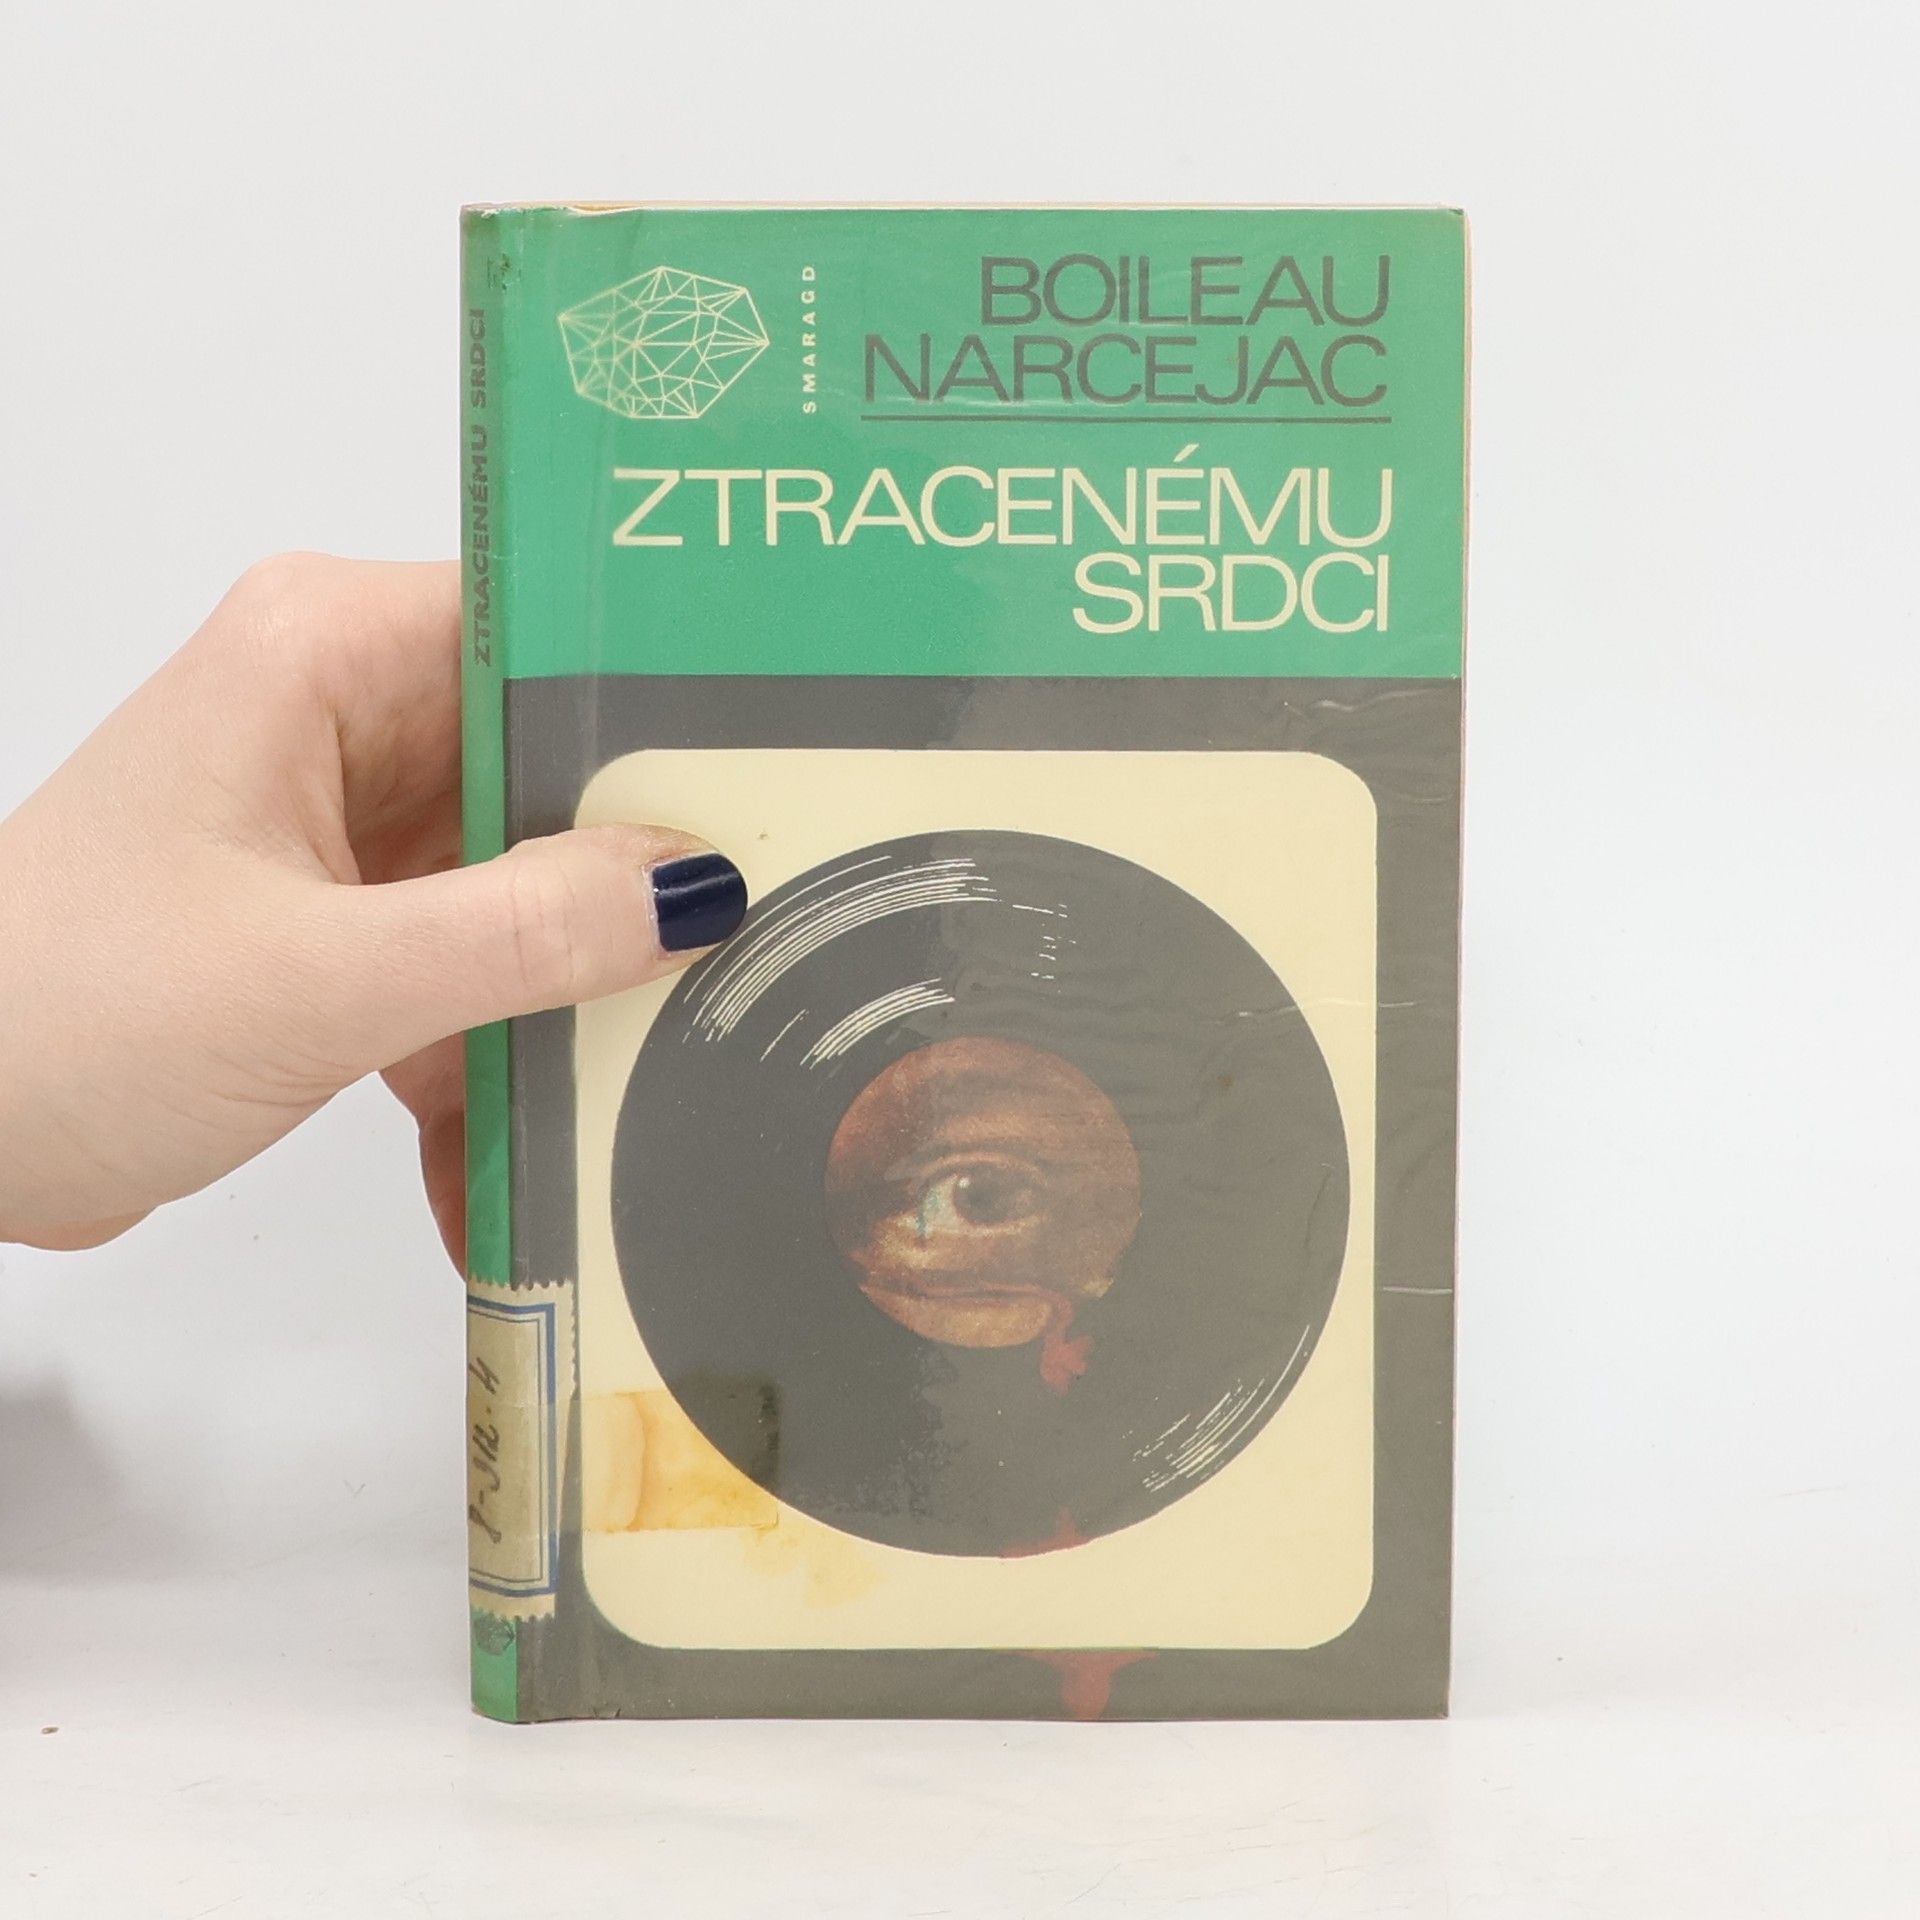 BOILEAU
NARCEJAC
SMARAGD
ZTRACENÉMU
SRDCI
ZTRACENÉMU SRDCI